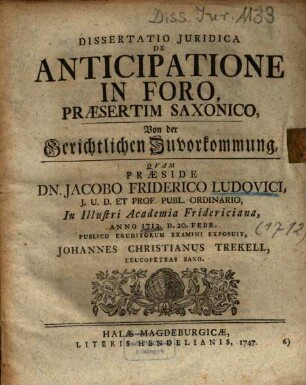 Diss. Jur. 1133
DISSERTATIO JURIDICA
DE
ANTICIPATIONE
IN FORO,
PRÆSERTIM SAXONICO,
Von der
Gerichtlichen Zuvorkommung,
QVAM
PRÆSIDE
DN. JACOBO FRIDERICO LUDOVICI,
J. U. D. ET PROF. PUBL. ORDINARIO,
In Illustri Academia Fridericiana,
ANNO 1712. D. 20. FEBR.
(1712)
PUBLICO ERUDITORUM EXAMINI EXPOSUIT,
JOHANNES CHRISTIANUS TREKELL,
LEUCOPETRAS SAXO.
HALÆ MAGDEBURGICÆ,
LITERIS HENDELIANIS, 1747.
6)